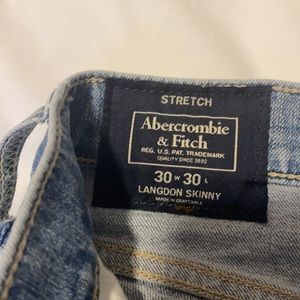 STRETCH
Abercrombie
& Fitch
REG. U.S. PAT. TRADEMARK
QUALITY SINCE 1892
30 W 30 L
LANGDON SKINNY
MADE IN GUATEMALA